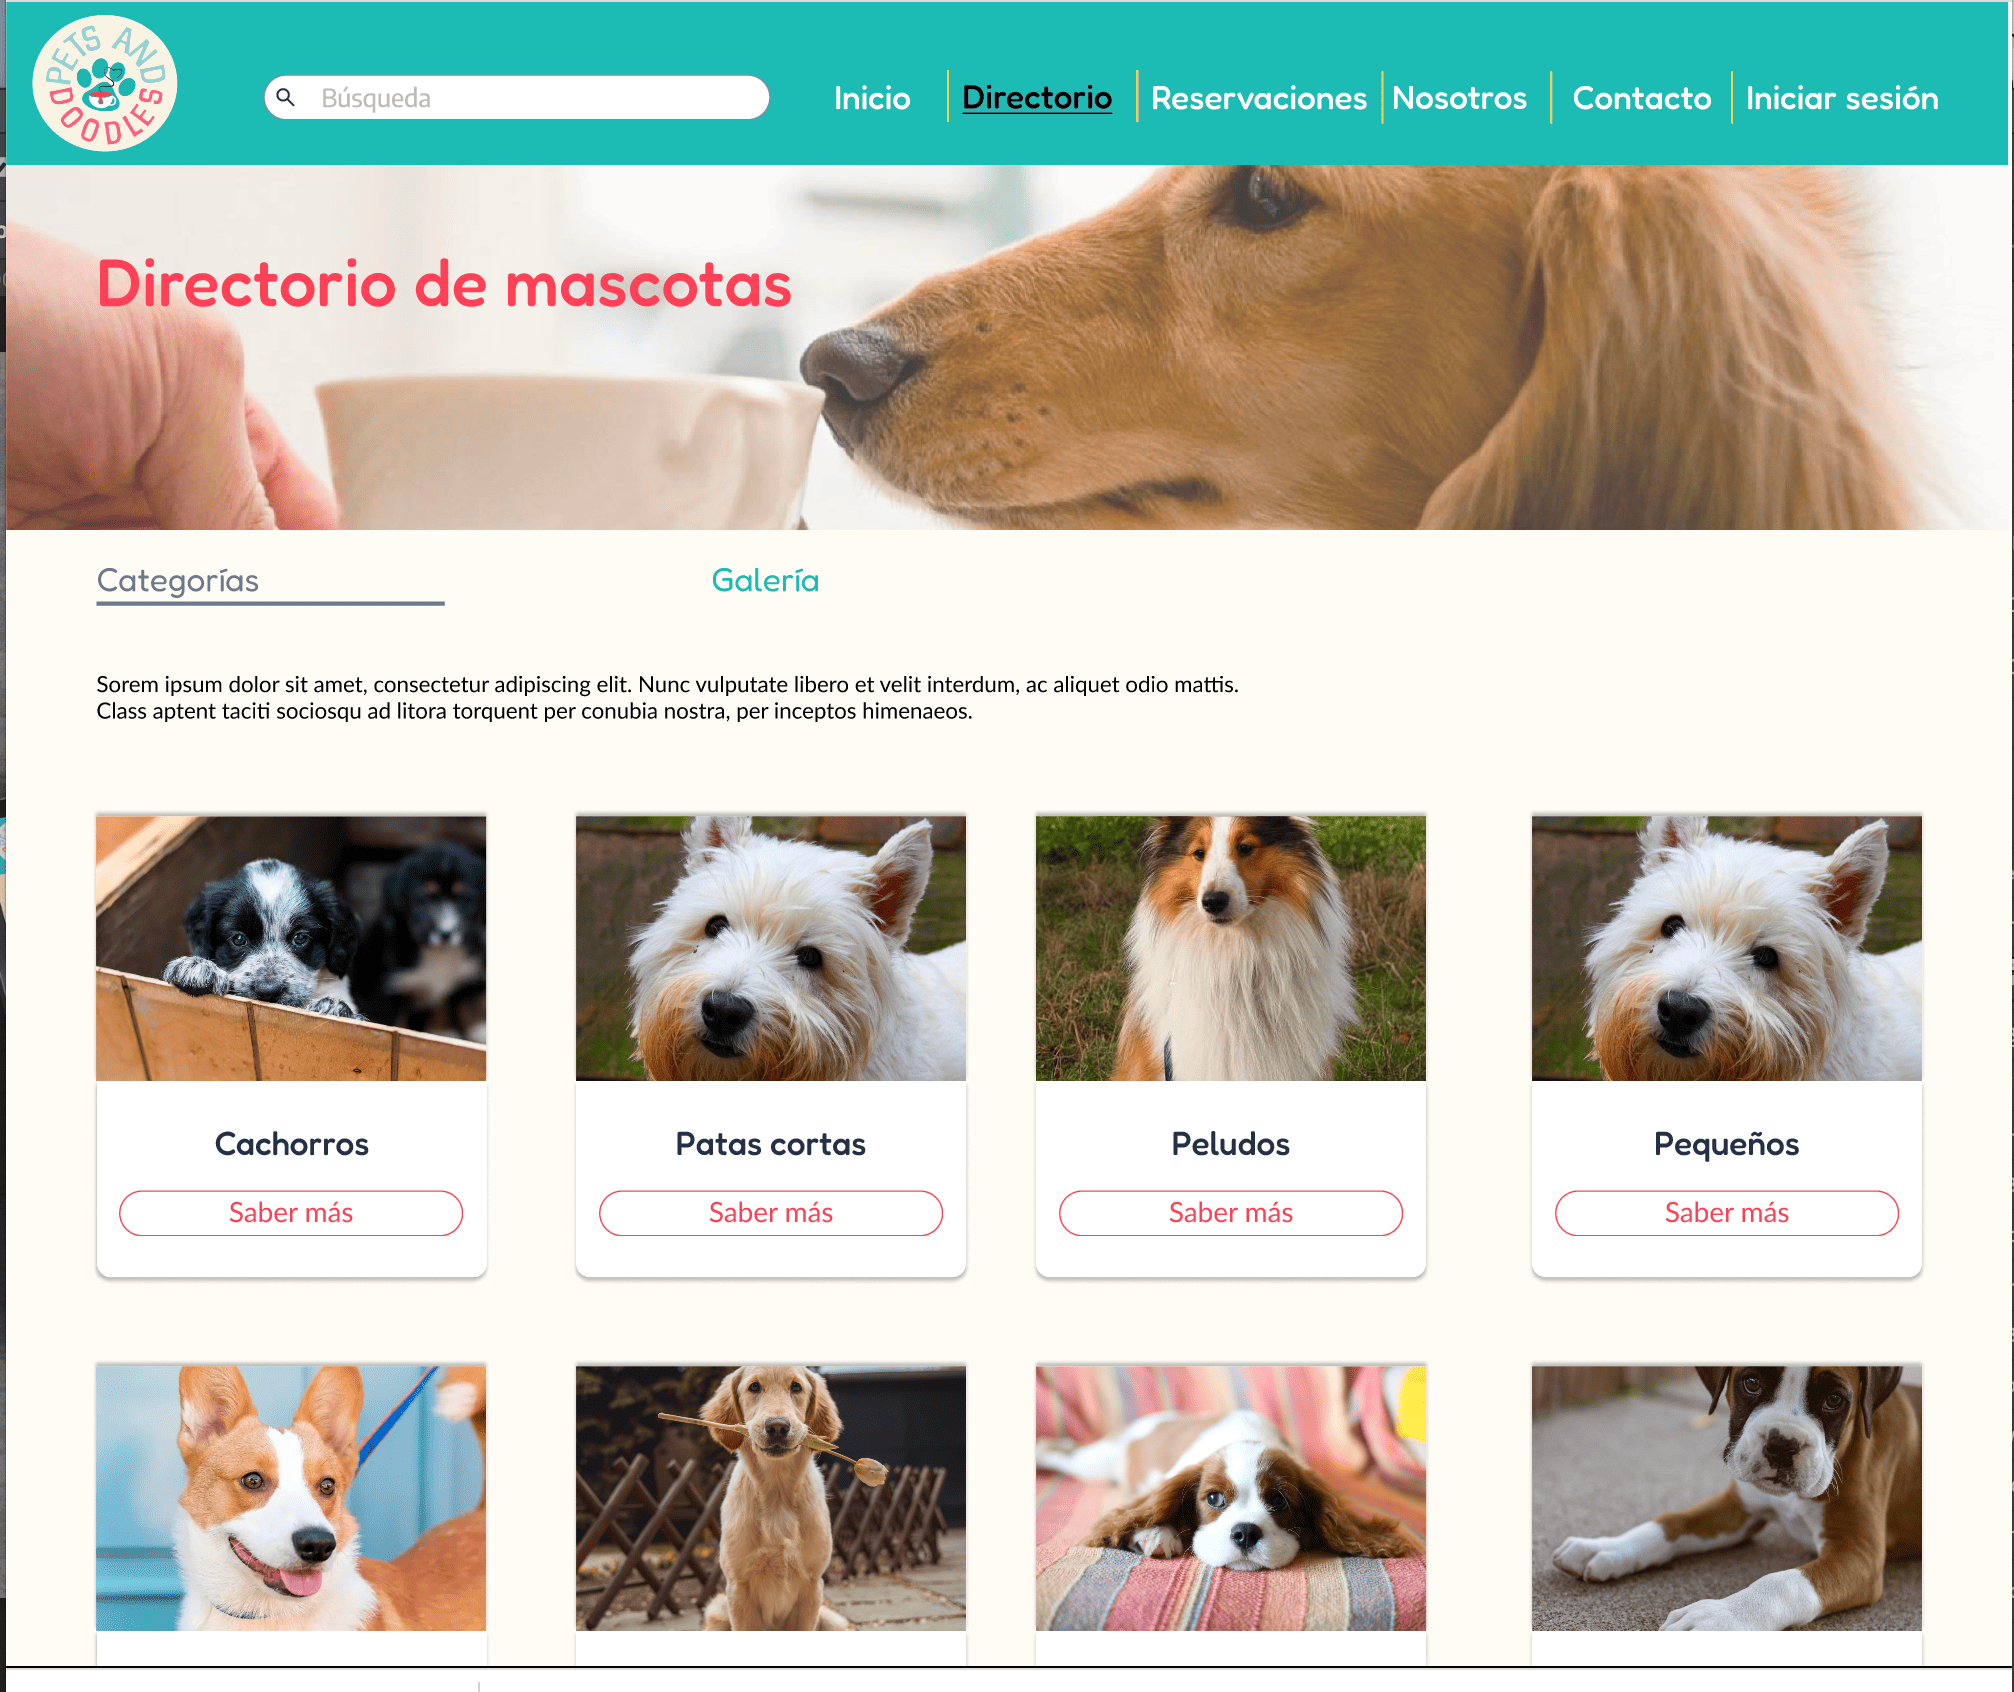 PETS AND
DOODLES
Búsqueda
Inicio
Directorio
Reservaciones
Nosotros
Contacto
Iniciar sesión
Directorio de mascotas
Categorías
Galería
Sorem ipsum dolor sit amet, consectetur adipiscing elit. Nunc vulputate libero et velit interdum, ac aliquet odio mattis.
Class aptent taciti sociosqu ad litora torquent per conubia nostra, per inceptos himenaeos.
Cachorros
Patas cortas
Peludos
Pequeños
Saber más
Saber más
Saber más
Saber más